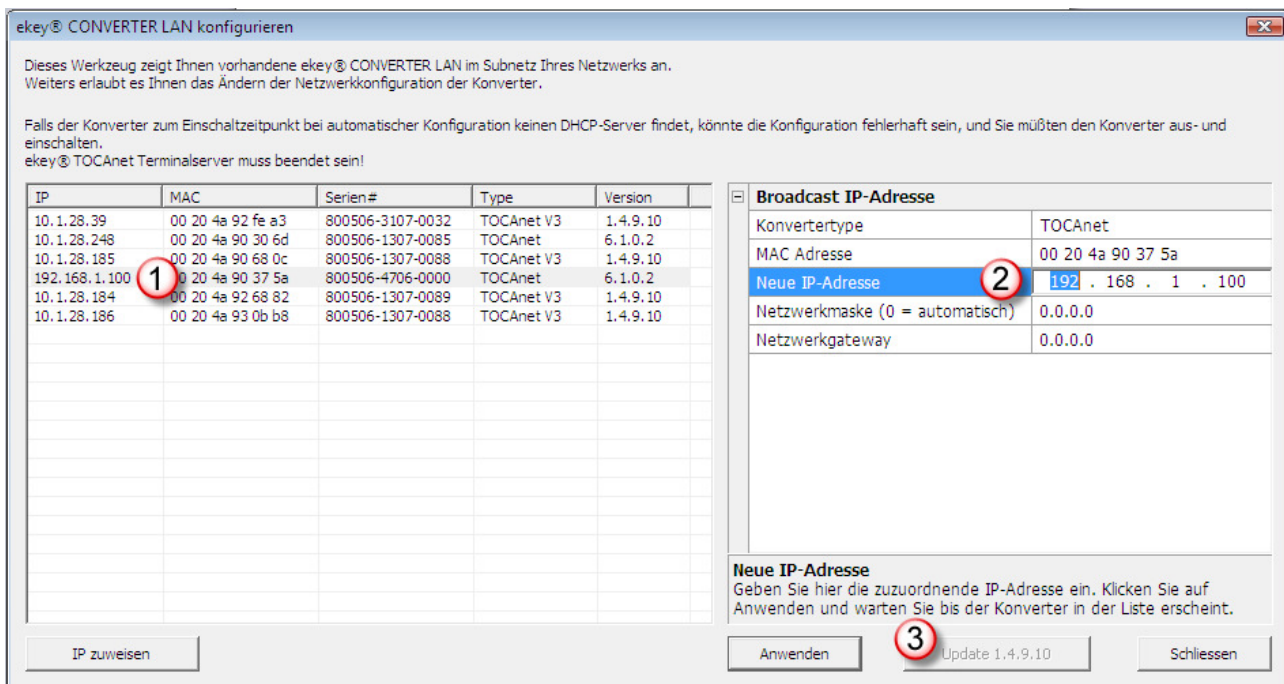 ekey® CONVERTER LAN konfigurieren
Dieses Werkzeug zeigt Ihnen vorhandene ekey® CONVERTER LAN im Subnetz Ihres Netzwerks an.
Weiters erlaubt es Ihnen das Ändern der Netzwerkkonfiguration der Konverter.
Falls der Konverter zum Einschaltzeitpunkt bei automatischer Konfiguration keinen DHCP-Server findet, könnte die Konfiguration fehlerhaft sein, und Sie müßten den Konverter aus- und
einschalten.
ekey® TOCAnet Terminalserver muss beendet sein!
IP MAC Serien# Type Version
10.1.28.39 00 20 4a 92 fe a3 800506-3107-0032 TOCAnet V3 1.4.9.10
10.1.28.248 00 20 4a 90 30 6d 800506-1307-0085 TOCAnet 6.1.0.2
10.1.28.185 00 20 4a 90 68 0c 800506-1307-0088 TOCAnet V3 1.4.9.10
192.168.1.100 1 00 20 4a 90 37 5a 800506-4706-0000 TOCAnet 6.1.0.2
10.1.28.184 00 20 4a 92 68 82 800506-1307-0089 TOCAnet V3 1.4.9.10
10.1.28.186 00 20 4a 93 0b b8 800506-1307-0088 TOCAnet V3 1.4.9.10
Broadcast IP-Adresse
Konvertertype TOCAnet
MAC Adresse 00 20 4a 90 37 5a
Neue IP-Adresse 2 192 . 168 . 1 . 100
Netzwerkmaske (0 = automatisch) 0.0.0.0
Netzwerkgateway 0.0.0.0
Neue IP-Adresse
Geben Sie hier die zuzuordnende IP-Adresse ein. Klicken Sie auf
Anwenden und warten Sie bis der Konverter in der Liste erscheint.
IP zuweisen Anwenden 3 Update 1.4.9.10 Schliessen